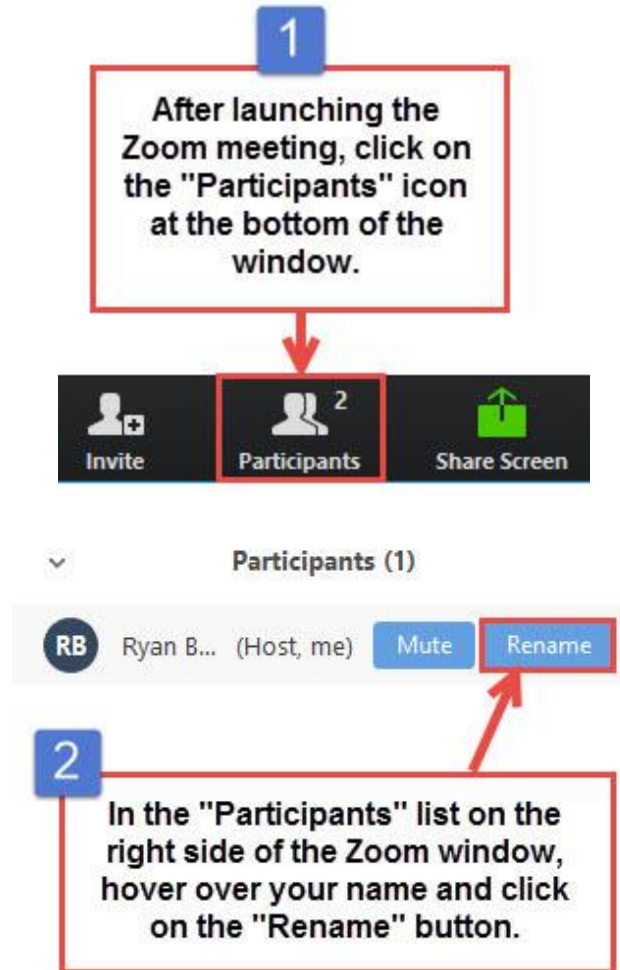 1
After launching the
Zoom meeting, click on
the "Participants" icon
at the bottom of the
window.
2
Invite
Participants
Share Screen
Participants (1)
RB
Ryan B... (Host, me)
Mute
Rename
2
In the "Participants" list on the
right side of the Zoom window,
hover over your name and click
on the "Rename" button.